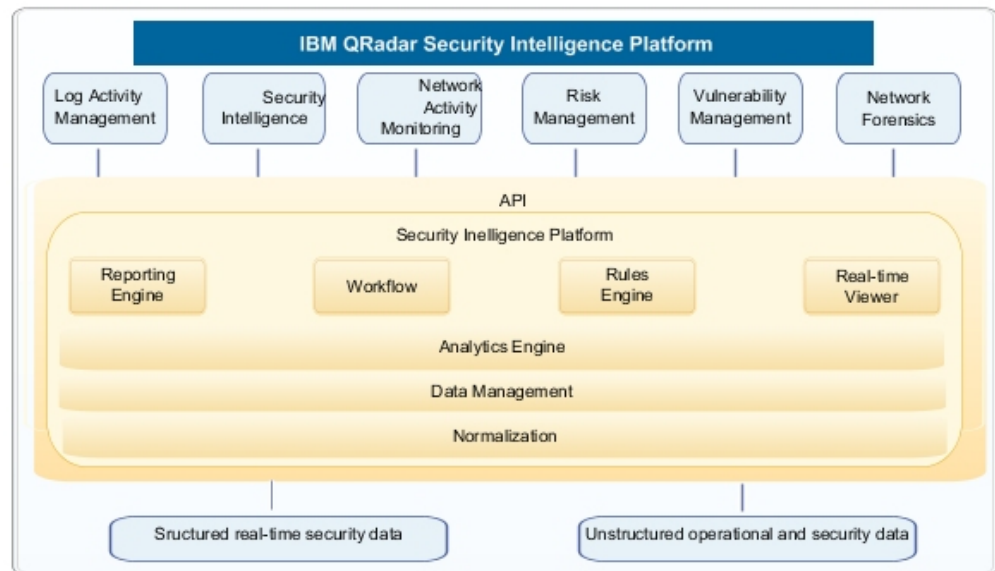 IBM QRadar Security Intelligence Platform
Log Activity
Management
Security
Intelligence
Network
Activity
Monitoring
Risk
Management
Vulnerability
Management
Network
Forensics
API
Security Inelligence Platform
Reporting
Engine
Workflow
Rules
Engine
Real-time
Viewer
Analytics Engine
Data Management
Normalization
Sructured real-time security data
Unstructured operational and security data